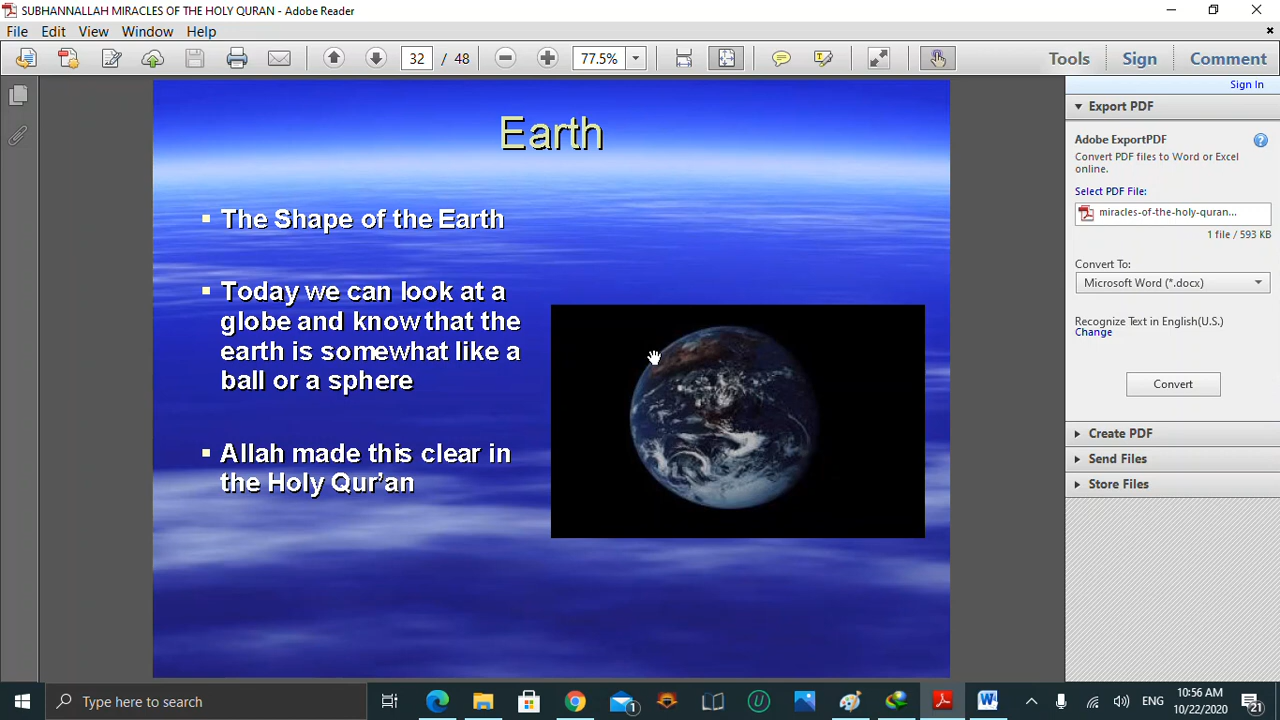 SUBHANNALLAH MIRACLES OF THE HOLY QURAN - Adobe Reader
File Edit View Window Help
32 / 48 77.5% Tools Sign Comment
Sign In
Export PDF
Adobe ExportPDF
Convert PDF files to Word or Excel
online.
Select PDF File:
miracles-of-the-holy-quran...
1 file / 593 KB
Convert To:
Microsoft Word (*.docx)
Recognize Text in English(U.S.)
Change
Convert
Create PDF
Send Files
Store Files
Earth
The Shape of the Earth
Today we can look at a
globe and know that the
earth is somewhat like a
ball or a sphere
Allah made this clear in
the Holy Qur'an
Type here to search
1
ENG
10:56 AM
10/22/2020
21